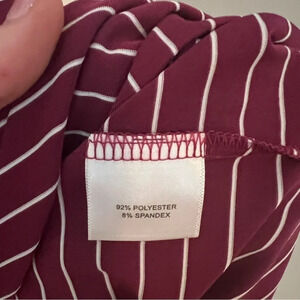 92% POLYESTER
8% SPANDEX